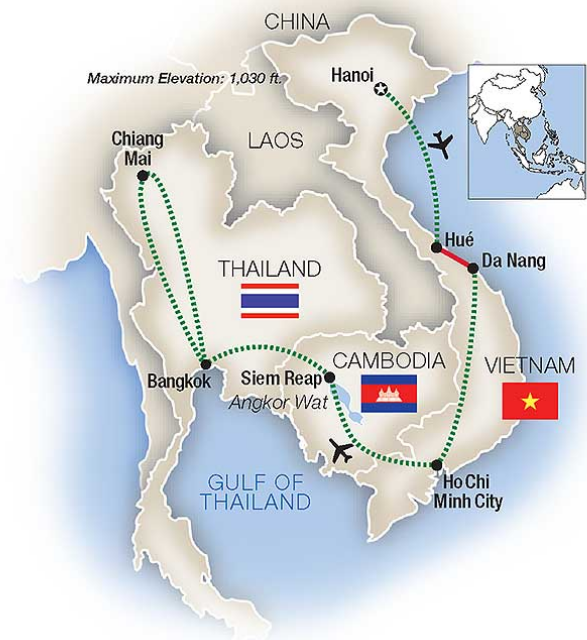 CHINA
Maximum Elevation: 1,030 ft.
Hanoi
Chiang
Mai
LAOS
Hué
Da Nang
THAILAND
CAMBODIA
VIETNAM
Bangkok
Siem Reap
Angkor Wat
GULF OF
THAILAND
Ho Chi
Minh City